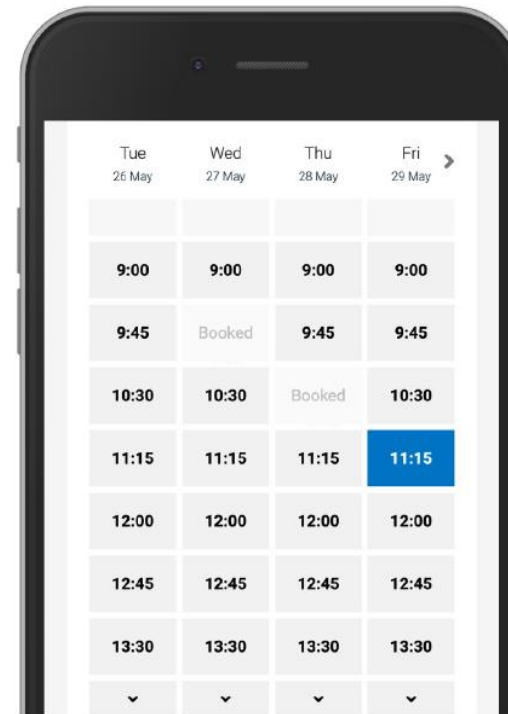 Tue Wed Thu Fri
26 May 27 May 28 May 29 May
9:00 9:00 9:00 9:00
9:45 Booked 9:45 9:45
10:30 10:30 Booked 10:30
11:15 11:15 11:15 11:15
12:00 12:00 12:00 12:00
12:45 12:45 12:45 12:45
13:30 13:30 13:30 13:30